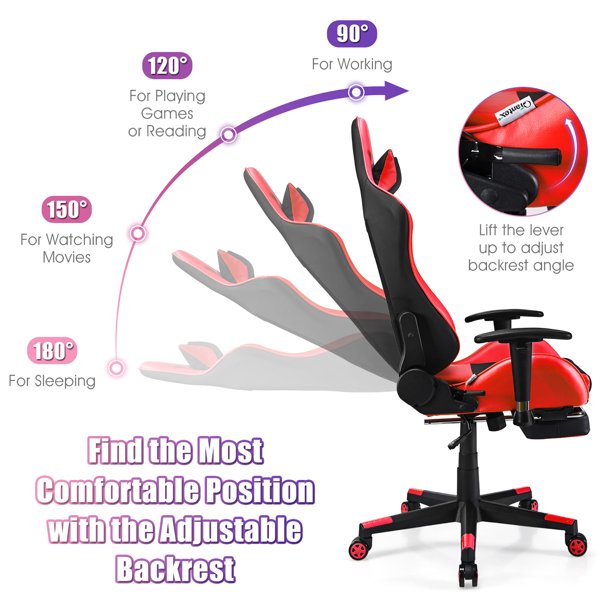 90°
For Working
120°
For Playing
Games
or Reading
150°
For Watching
Movies
180°
For Sleeping
Giantex
Lift the lever
up to adjust
backrest angle
Find the Most
Comfortable Position
with the Adjustable
Backrest